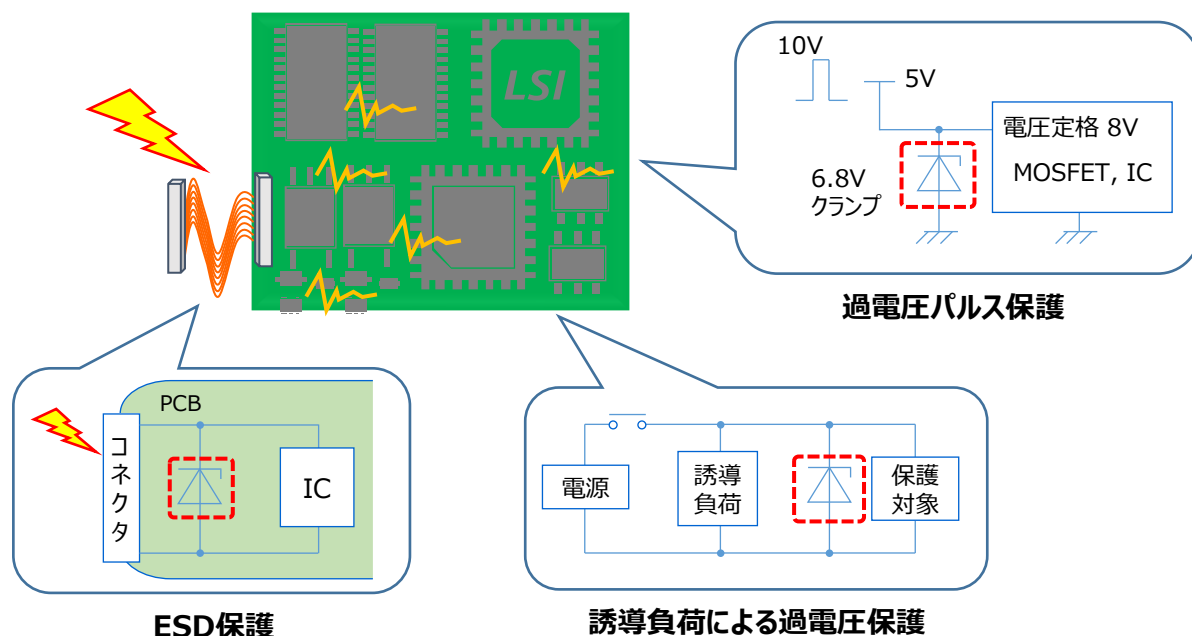 LSI
10V
5V
電圧定格 8V
MOSFET, IC
6.8V
クランプ
過電圧パルス保護
PCB
コネクタ
IC
ESD保護
電源
誘導
負荷
保護
対象
誘導負荷による過電圧保護